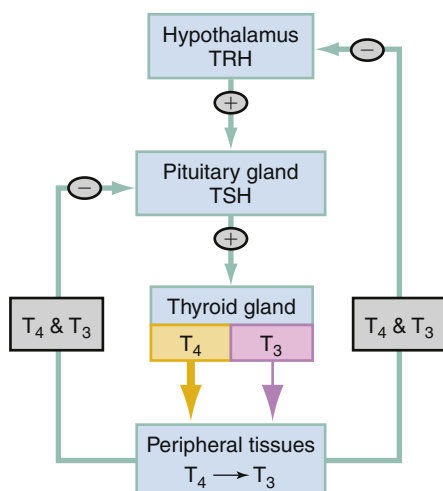 Hypothalamus
TRH
−
+
Pituitary gland
TSH
−
+
Thyroid gland
T₄ T₃
T₄ & T₃
T₄ & T₃
Peripheral tissues
T₄ → T₃